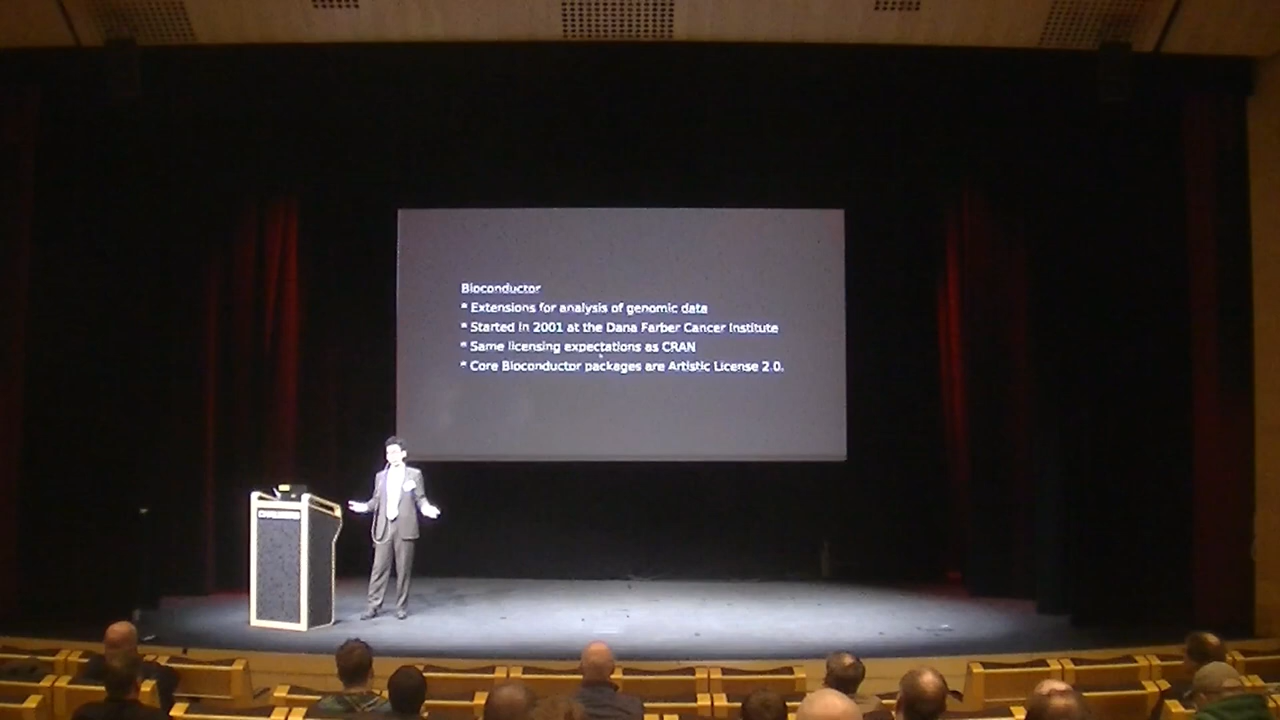 Bioconductor
* Extensions for analysis of genomic data
* Started in 2001 at the Dana Farber Cancer Institute
* Same licensing expectations as CRAN
* Core Bioconductor packages are Artistic License 2.0.